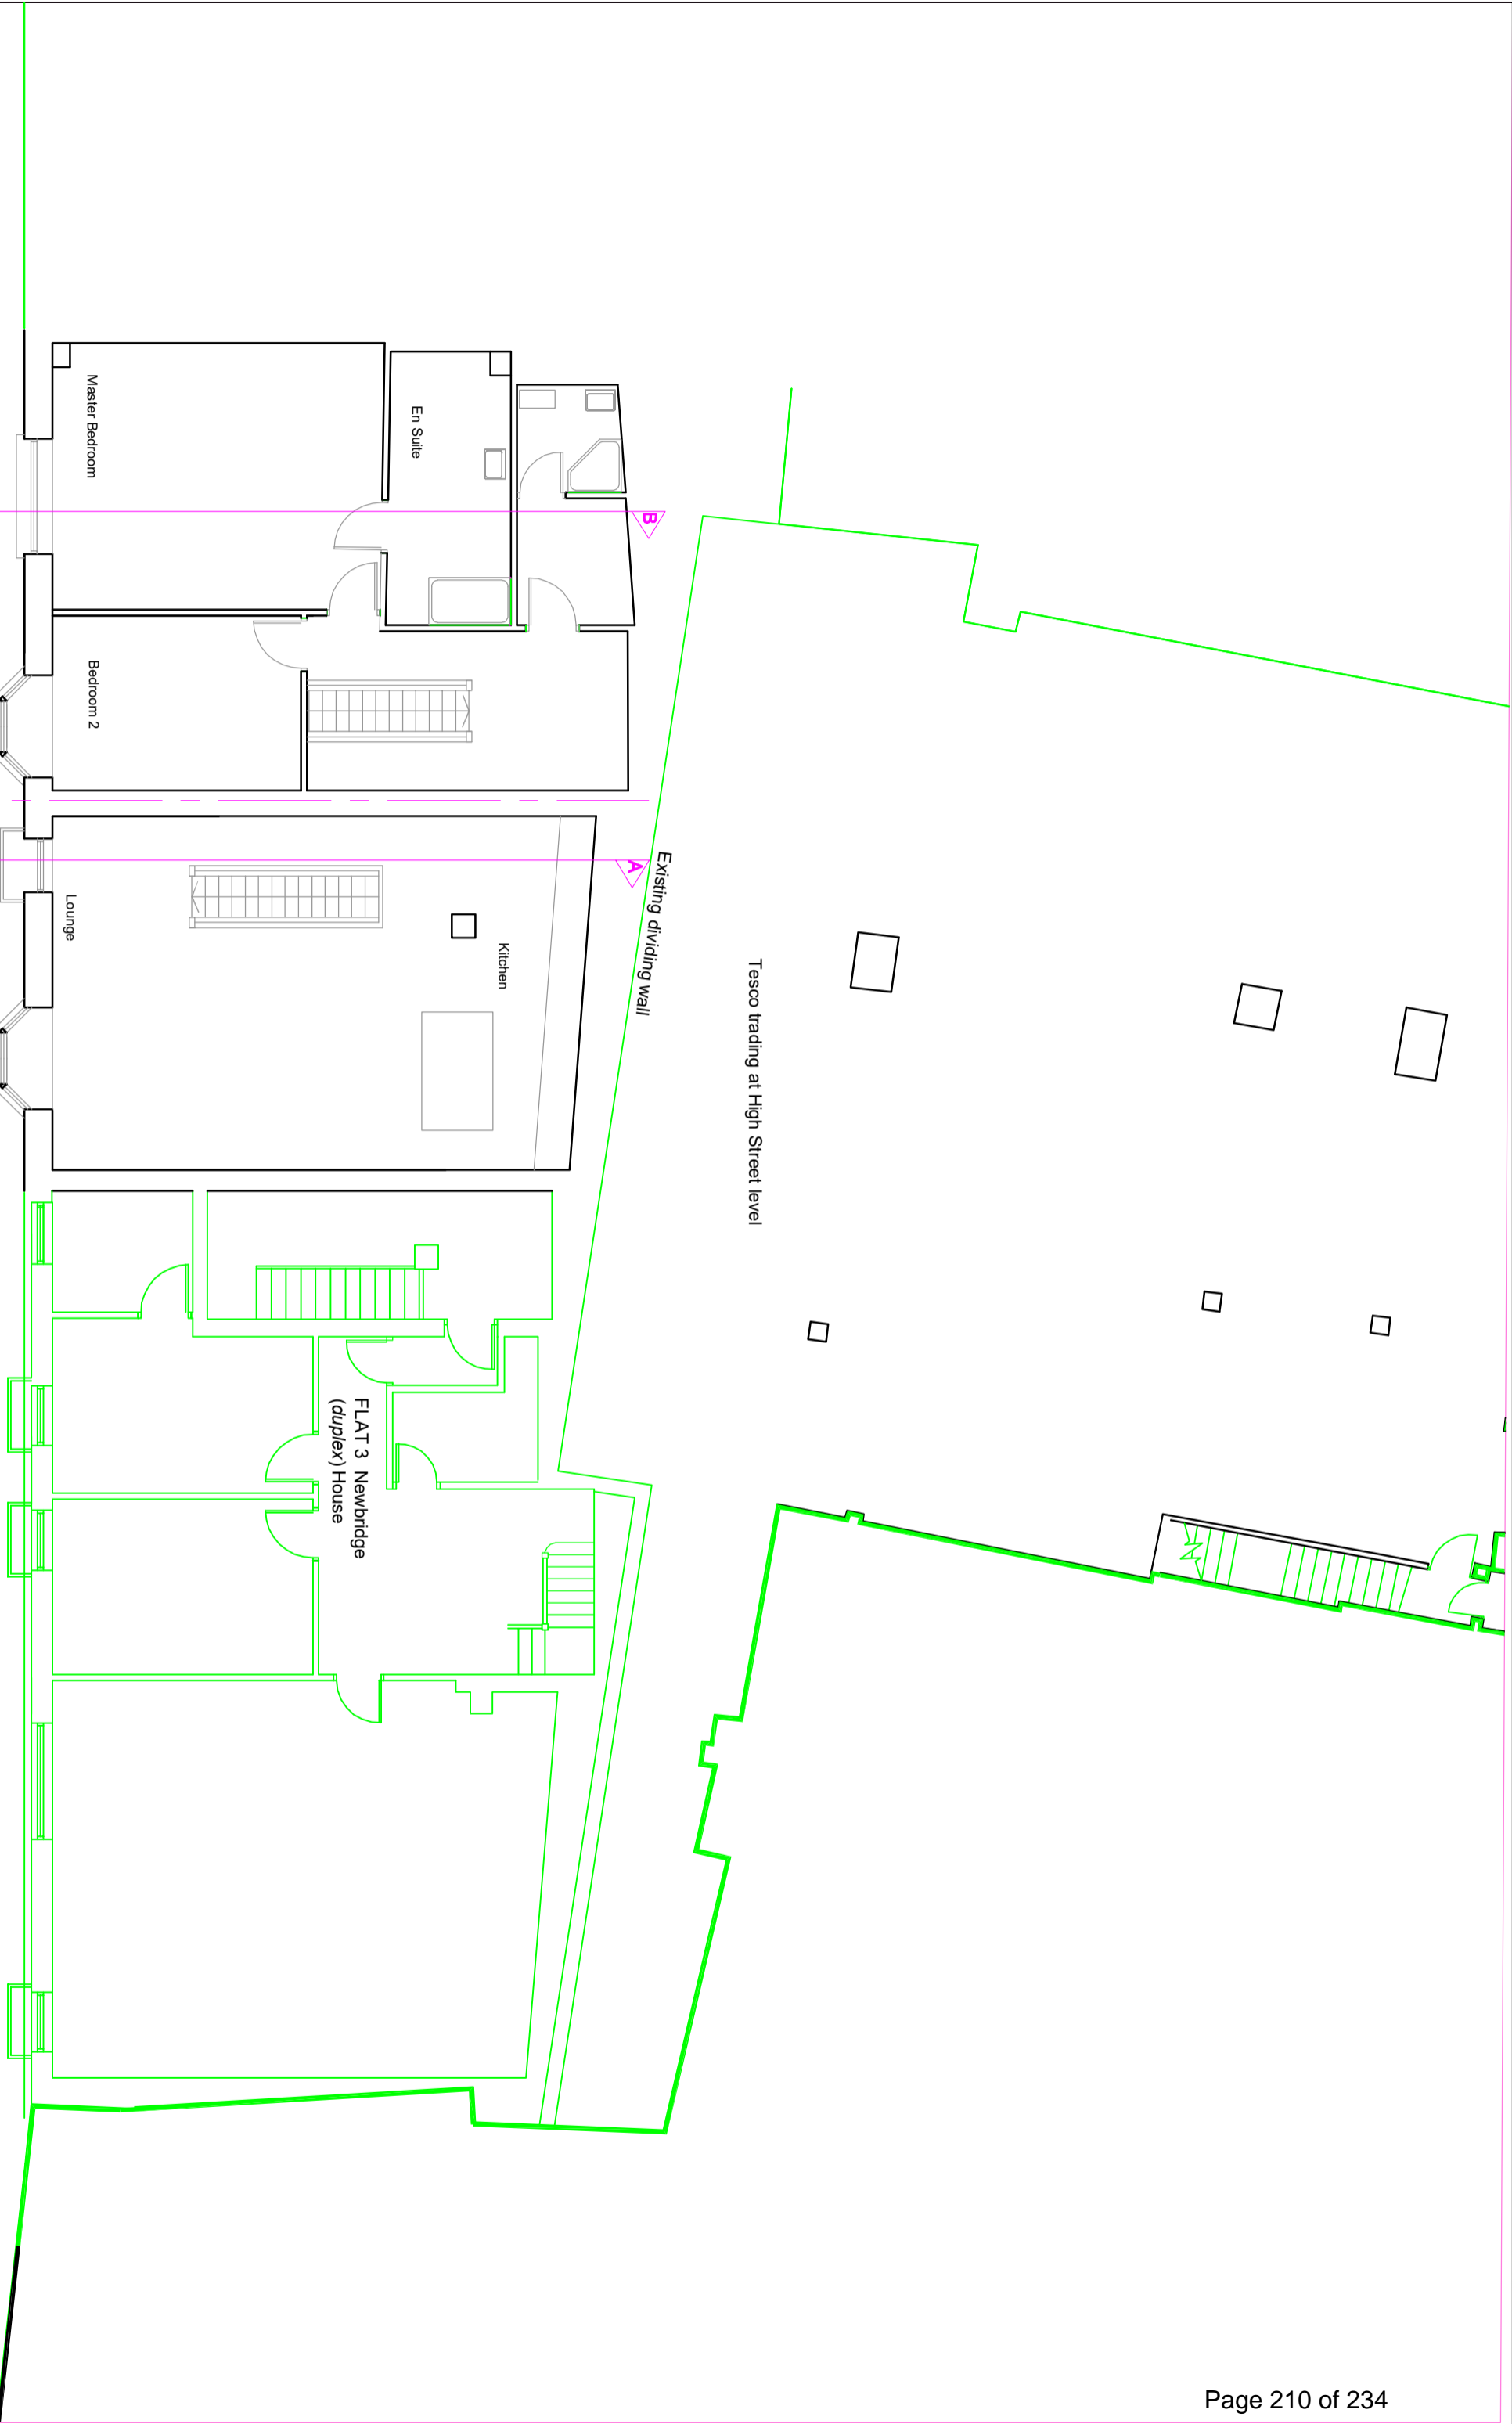 Master Bedroom
En Suite
B
Bedroom 2
A
Existing dividing wall
Lounge
Kitchen
Tesco trading at High Street level
FLAT 3 Newbridge
(duplex) House
Page 210 of 234